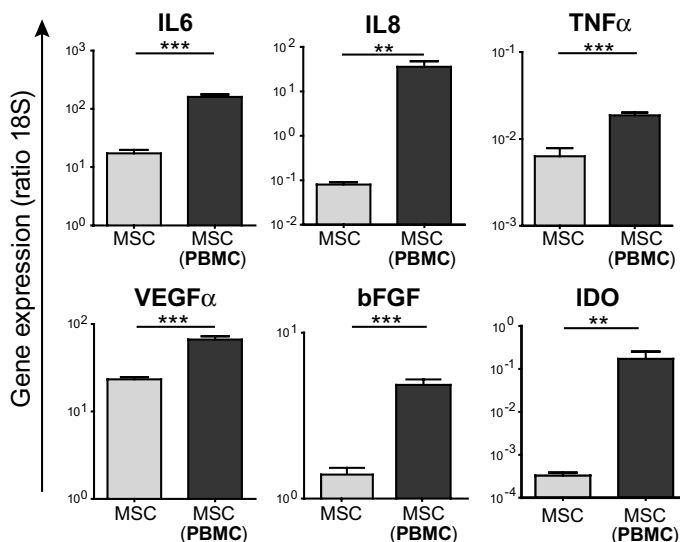 Gene expression (ratio 18S)
IL6
***
10³
10²
10¹
10⁰
MSC
MSC
(PBMC)
IL8
**
10²
10¹
10⁰
10⁻¹
10⁻²
MSC
MSC
(PBMC)
TNFα
***
10⁻¹
10⁻²
10⁻³
MSC
MSC
(PBMC)
VEGFα
***
10²
10¹
10⁰
MSC
MSC
(PBMC)
bFGF
***
10¹
10⁰
MSC
MSC
(PBMC)
IDO
**
10⁰
10⁻¹
10⁻²
10⁻³
10⁻⁴
MSC
MSC
(PBMC)